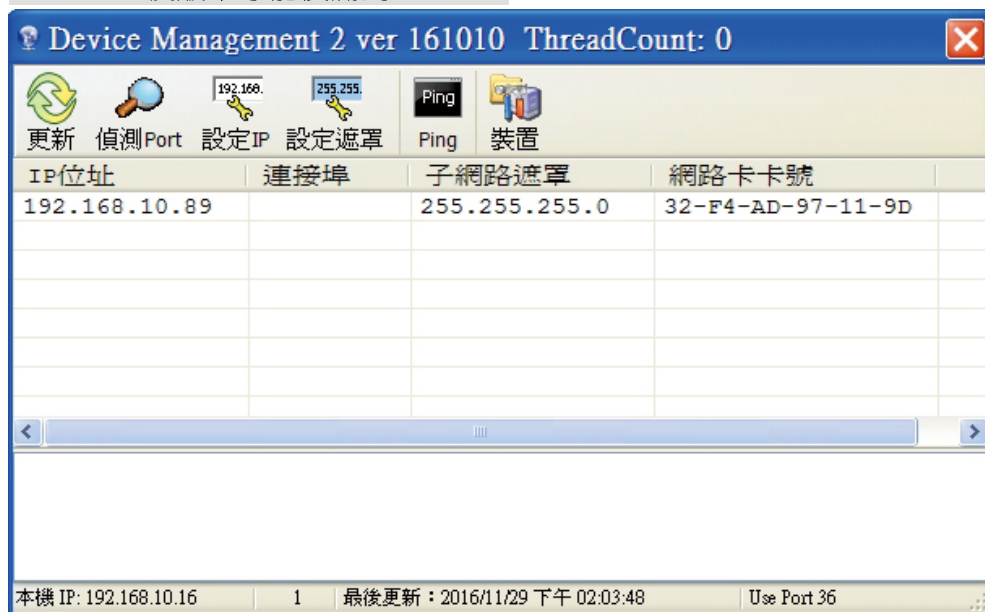 Device Management 2 ver 161010 ThreadCount: 0
192.168. 255.255. Ping
更新 偵測Port 設定IP 設定遮罩 Ping 裝置
IP位址 連接埠 子網路遮罩 網路卡卡號
192.168.10.89 255.255.255.0 32-F4-AD-97-11-9D
本機 IP: 192.168.10.16 1 最後更新：2016/11/29 下午 02:03:48 Use Port 36